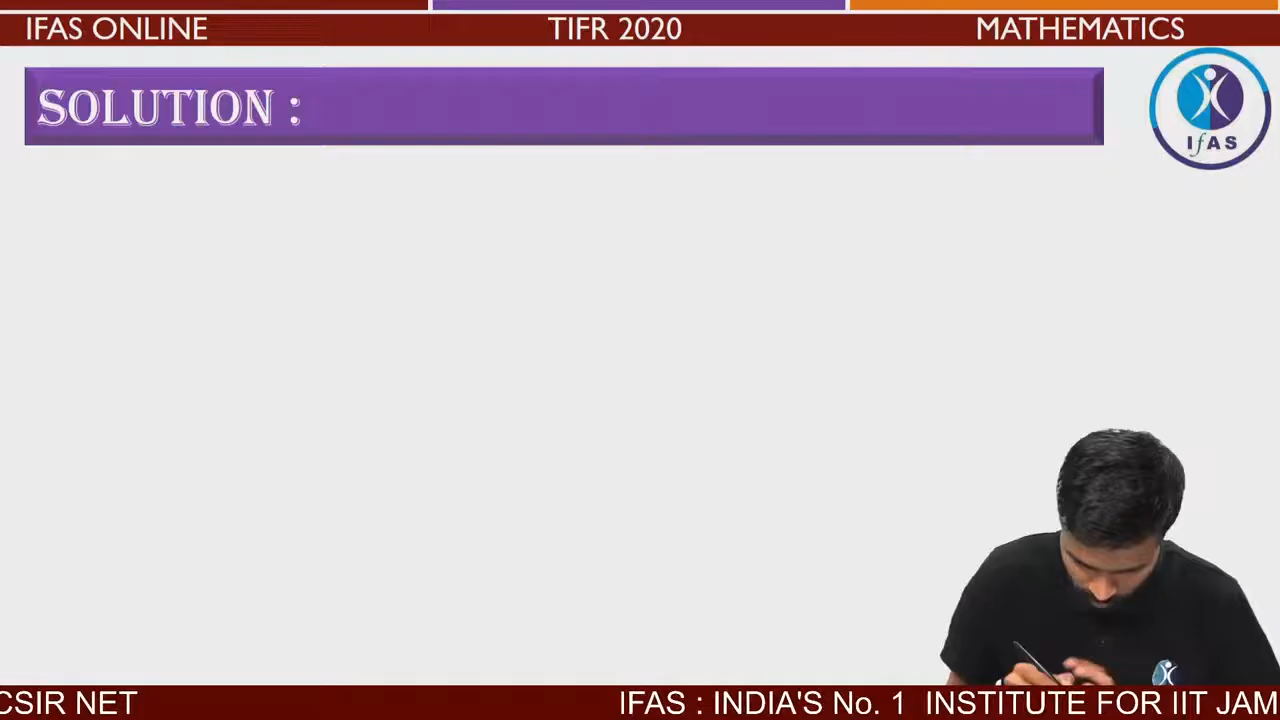 IFAS ONLINE
TIFR 2020
MATHEMATICS
SOLUTION :
IfAS
CSIR NET
IFAS : INDIA'S No. 1 INSTITUTE FOR IIT JAM